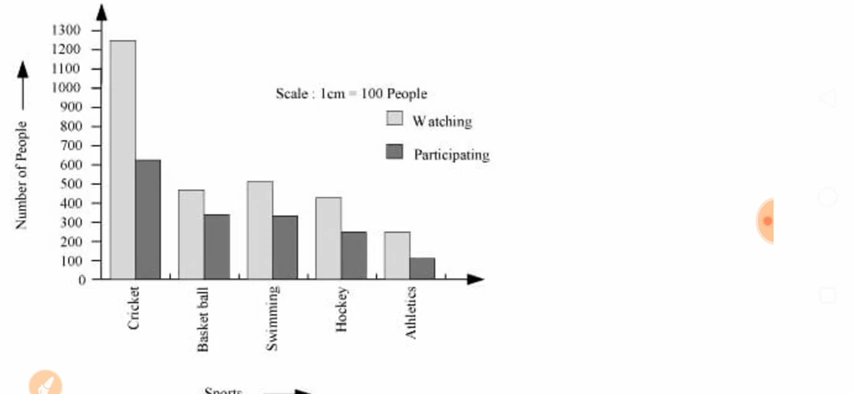 1300
1200
1100
1000
900
800
700
600
500
400
300
200
100
0
Number of People
Scale : 1cm = 100 People
Watching
Participating
Cricket
Basket ball
Swimming
Hockey
Athletics
Sports